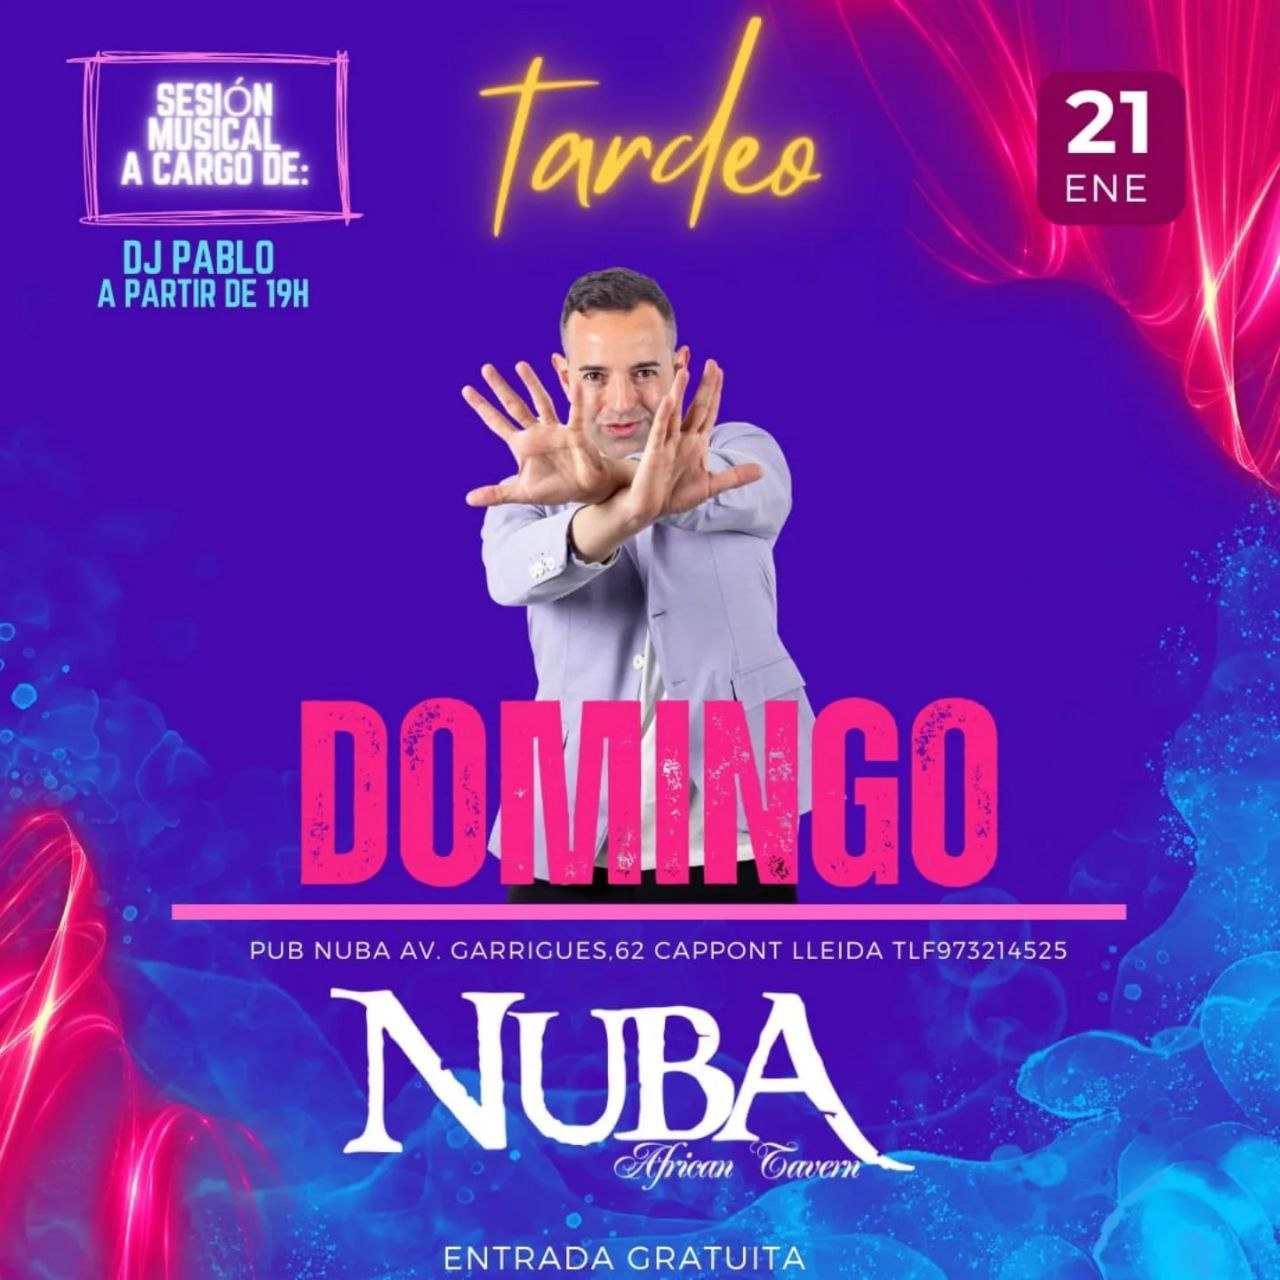 SESIÓN
MUSICAL
A CARGO DE:
DJ PABLO
A PARTIR DE 19H
Tardeo
21
ENE
DOMINGO
PUB NUBA AV. GARRIGUES,62 CAPPONT LLEIDA TLF973214525
NUBA
African Tavern
ENTRADA GRATUITA